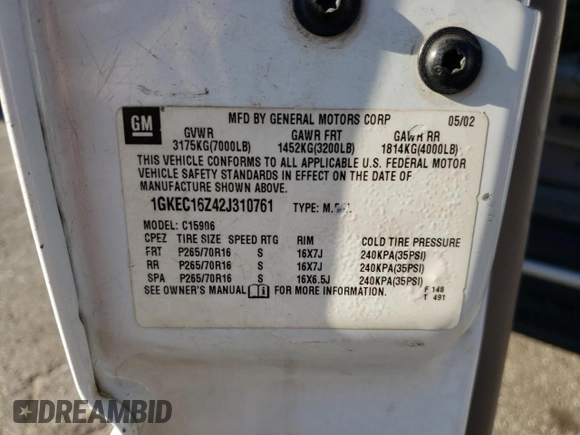 GM
MFD BY GENERAL MOTORS CORP 05/02
GVWR GAWR FRT GAWR RR
3175KG(7000LB) 1452KG(3200LB) 1814KG(4000LB)
THIS VEHICLE CONFORMS TO ALL APPLICABLE U.S. FEDERAL MOTOR
VEHICLE SAFETY STANDARDS IN EFFECT ON THE DATE OF
MANUFACTURE SHOWN ABOVE.
1GKEC16Z42J310761 TYPE:
MODEL: C15906
CPEZ TIRE SIZE SPEED RTG RIM COLD TIRE PRESSURE
FRT P265/70R16 S 16X7J 240KPA(35PSI)
RR P265/70R16 S 16X7J 240KPA(35PSI)
SPA P265/70R16 S 16X6.5J 240KPA(35PSI)
SEE OWNER'S MANUAL FOR MORE INFORMATION.
F 148
T 491
DREAMBID